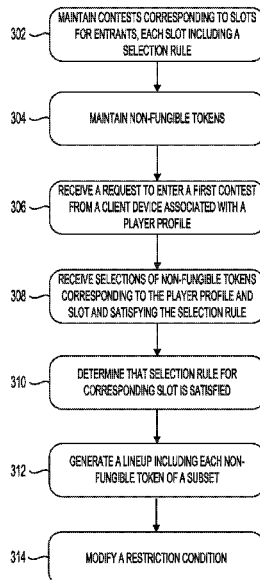 302
MAINTAIN CONTESTS CORRESPONDING TO SLOTS
FOR ENTRANTS, EACH SLOT INCLUDING A
SELECTION RULE
304
MAINTAIN NON-FUNGIBLE TOKENS
306
RECEIVE A REQUEST TO ENTER A FIRST CONTEST
FROM A CLIENT DEVICE ASSOCIATED WITH A
PLAYER PROFILE
308
RECEIVE SELECTIONS OF NON-FUNGIBLE TOKENS
CORRESPONDING TO THE PLAYER PROFILE AND
SLOT AND SATISFYING THE SELECTION RULE
310
DETERMINE THAT SELECTION RULE FOR
CORRESPONDING SLOT IS SATISFIED
312
GENERATE A LINEUP INCLUDING EACH NON-
FUNGIBLE TOKEN OF A SUBSET
314
MODIFY A RESTRICTION CONDITION